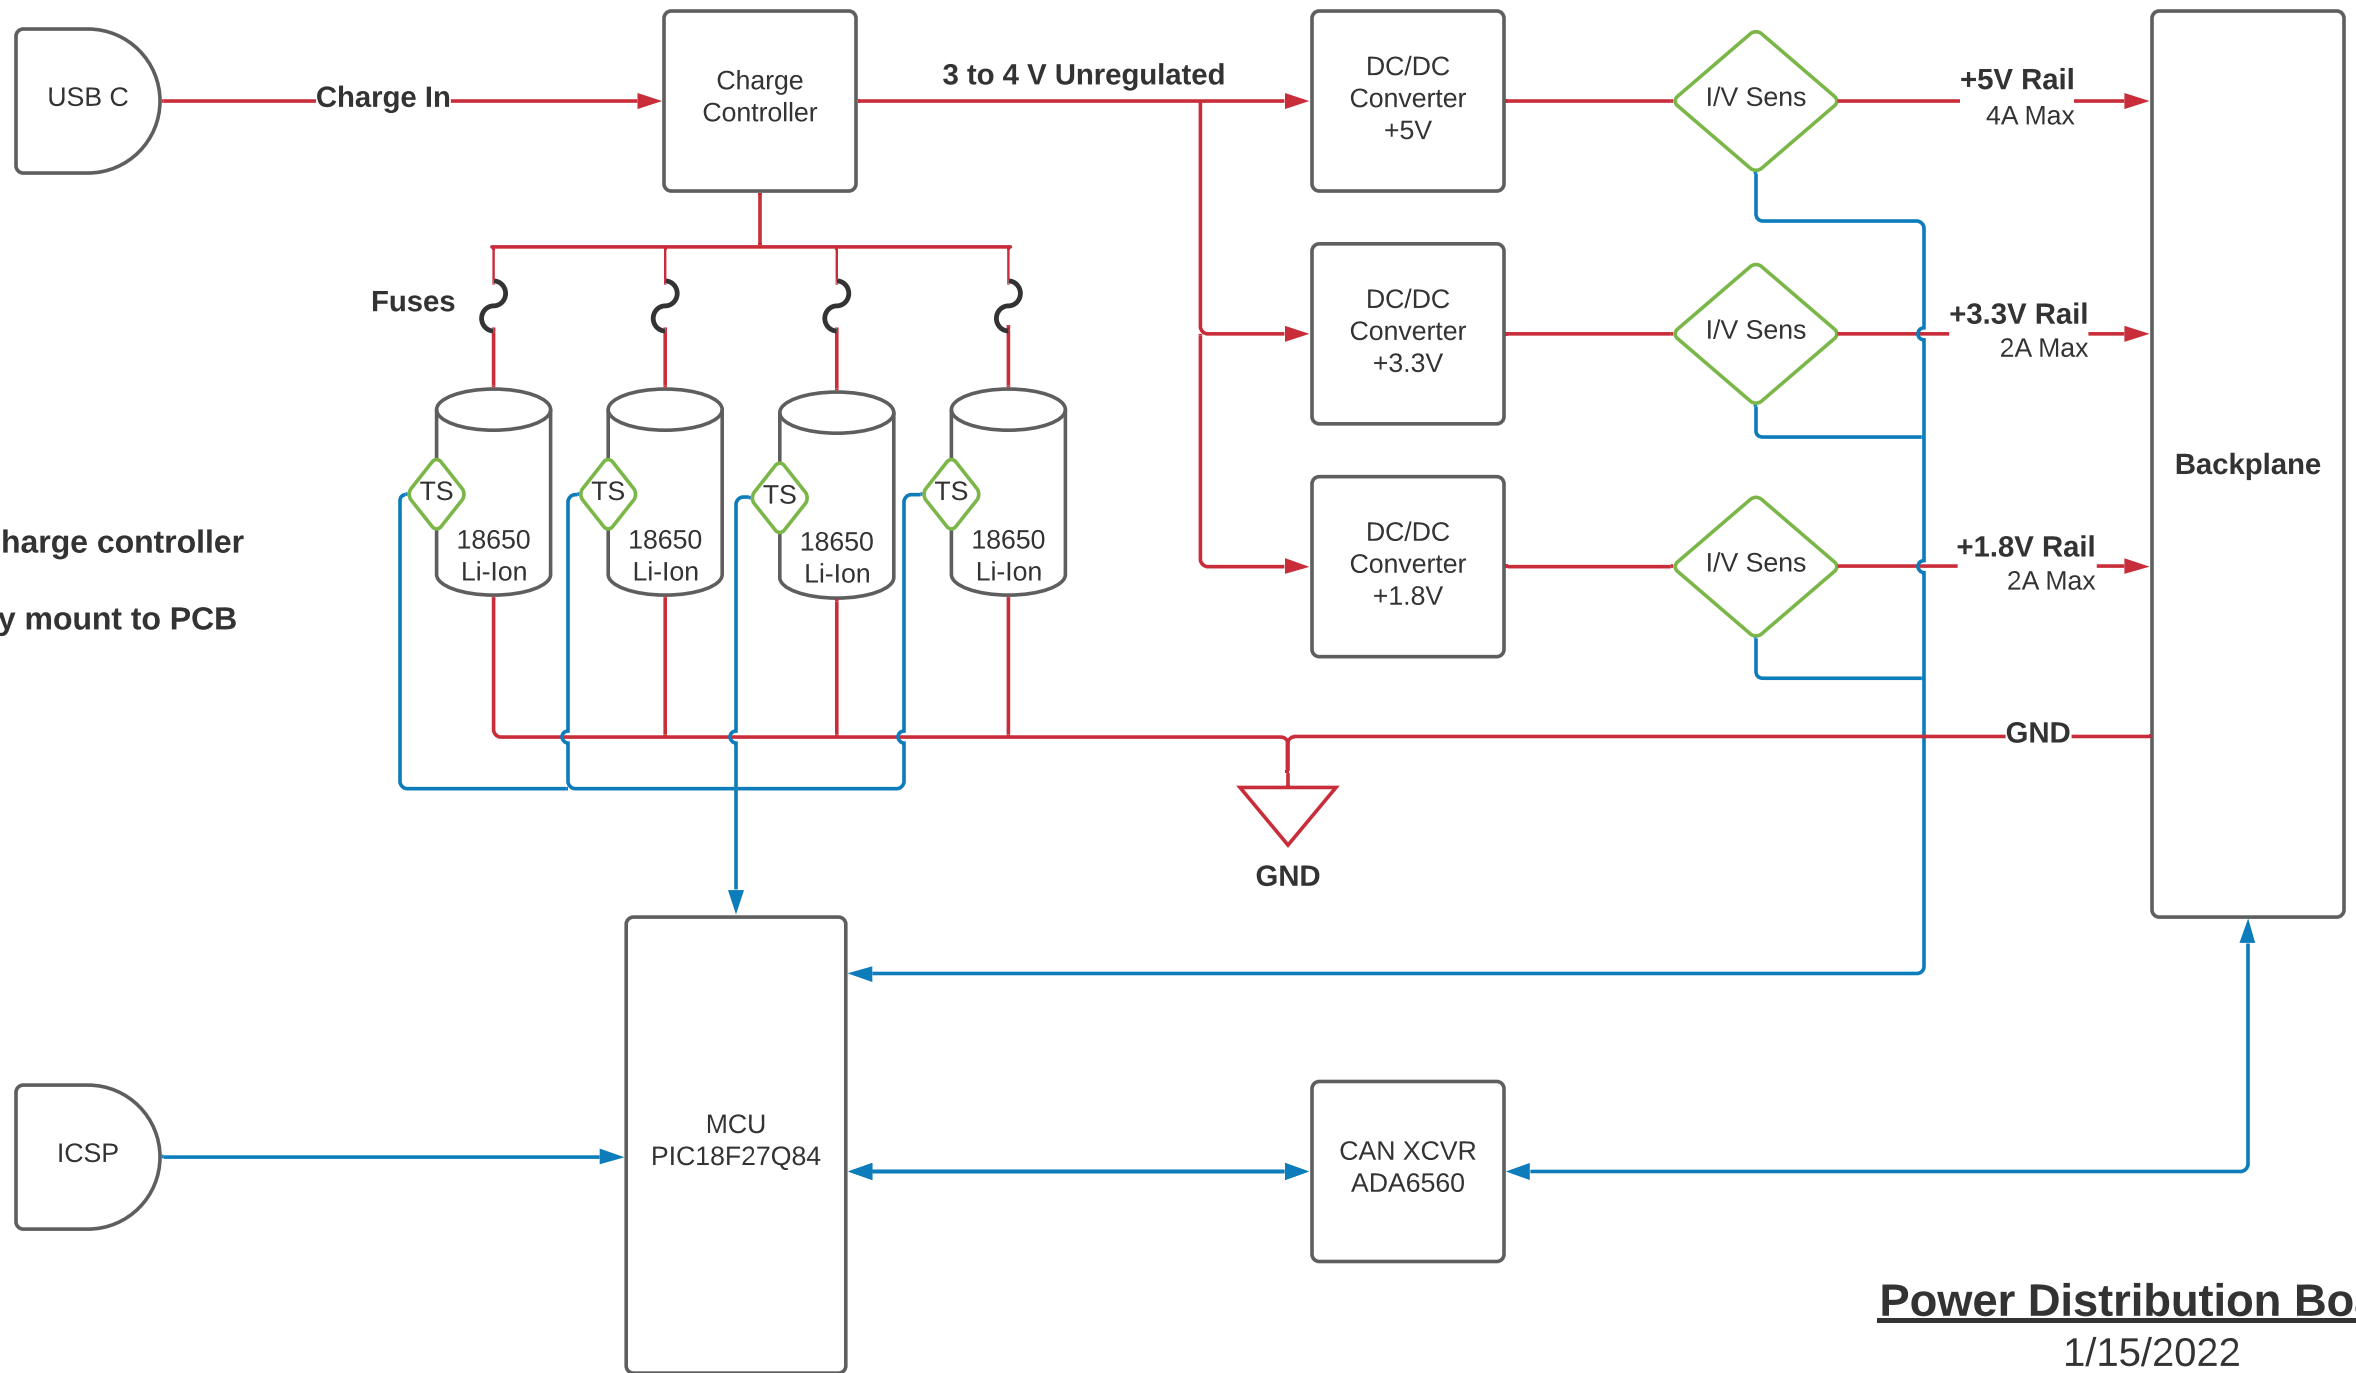 USB C
Charge In
Charge
Controller
3 to 4 V Unregulated
DC/DC
Converter
+5V
I/V Sens
+5V Rail
4A Max
Fuses
DC/DC
Converter
+3.3V
I/V Sens
+3.3V Rail
2A Max
Backplane
TS
18650
Li-Ion
TS
18650
Li-Ion
TS
18650
Li-Ion
TS
18650
Li-Ion
DC/DC
Converter
+1.8V
I/V Sens
+1.8V Rail
2A Max
harge controller
y mount to PCB
GND
GND
MCU
PIC18F27Q84
ICSP
CAN XCVR
ADA6560
Power Distribution Boa
1/15/2022